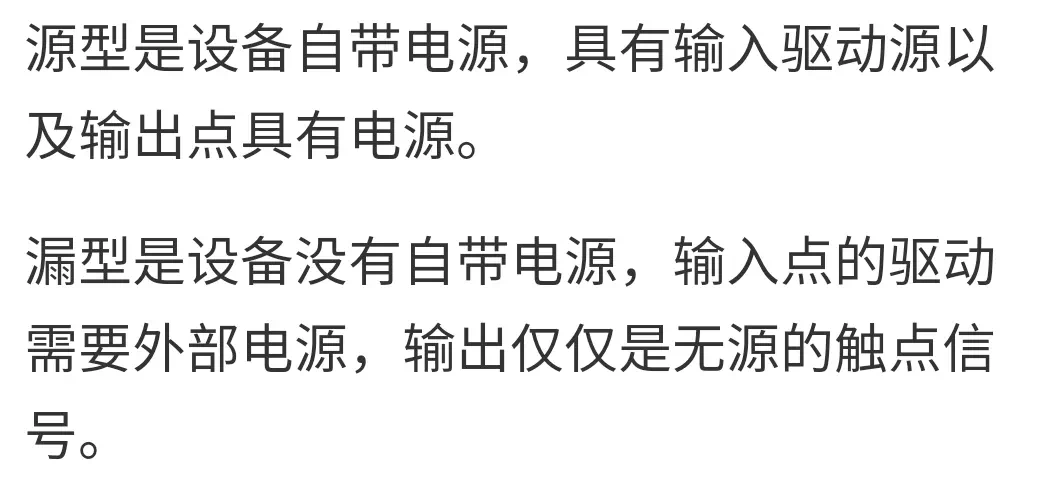 源型是设备自带电源，具有输入驱动源以
及输出点具有电源。
漏型是设备没有自带电源，输入点的驱动
需要外部电源，输出仅仅是无源的触点信
号。